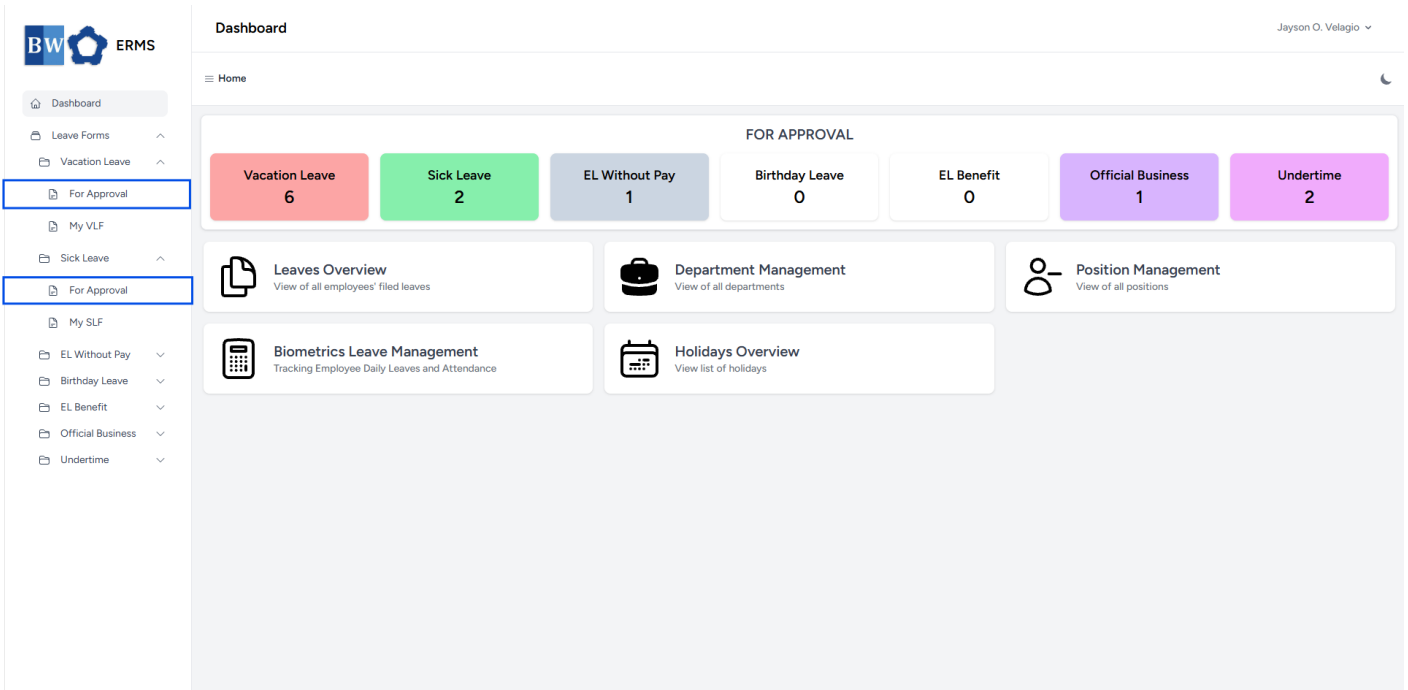 BW ERMS
Dashboard
Leave Forms
Vacation Leave
For Approval
My VLF
Sick Leave
For Approval
My SLF
EL Without Pay
Birthday Leave
EL Benefit
Official Business
Undertime
Dashboard
Jayson O. Velagio
Home
FOR APPROVAL
Vacation Leave
6
Sick Leave
2
EL Without Pay
1
Birthday Leave
0
EL Benefit
0
Official Business
1
Undertime
2
Leaves Overview
View of all employees' filed leaves
Department Management
View of all departments
Position Management
View of all positions
Biometrics Leave Management
Tracking Employee Daily Leaves and Attendance
Holidays Overview
View list of holidays